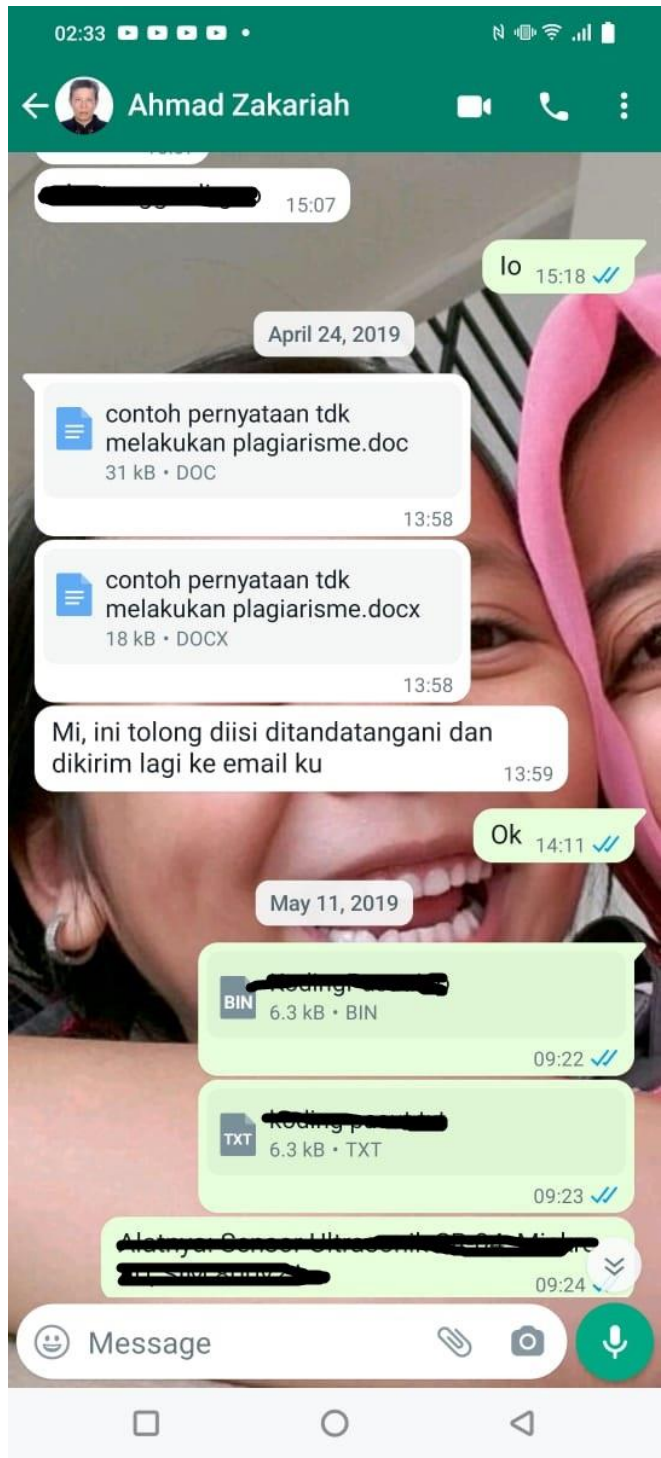 02:33
Ahmad Zakariah
15:07
Io 15:18
April 24, 2019
contoh pernyataan tdk
melakukan plagiarisme.doc
31 kB • DOC
13:58
contoh pernyataan tdk
melakukan plagiarisme.docx
18 kB • DOCX
13:58
Mi, ini tolong diisi ditandatangani dan
dikirim lagi ke email ku
13:59
Ok 14:11
May 11, 2019
BIN
6.3 kB • BIN
09:22
TXT
6.3 kB • TXT
09:23
09:24
Message